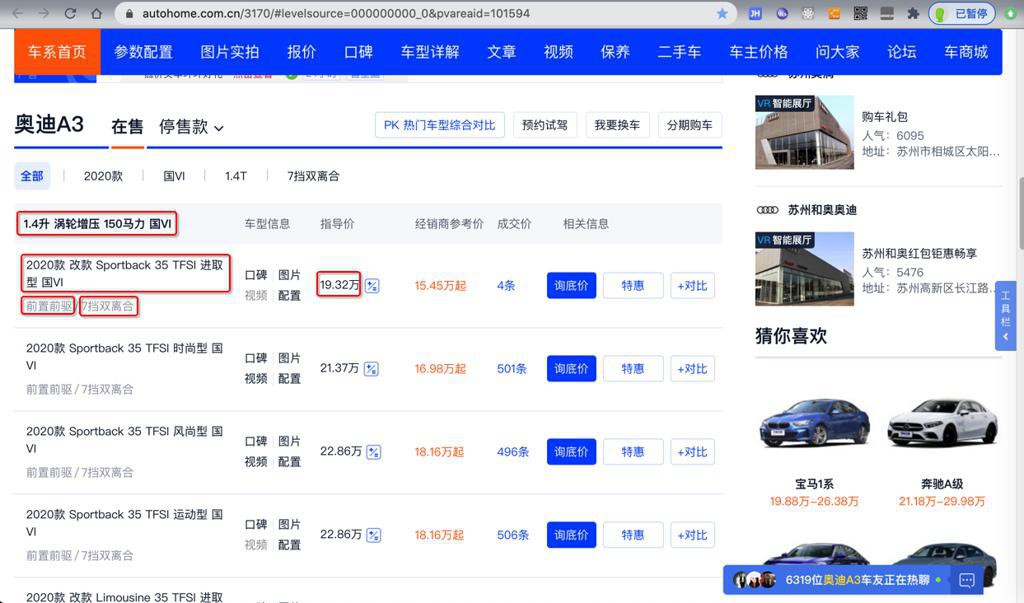 autohome.com.cn/3170/#levelsource=000000000_0&pvareaid=101594
已暂停
车系首页 参数配置 图片实拍 报价 口碑 车型详解 文章 视频 保养 二手车 车主价格 问大家 论坛 车商城
奥迪A3 在售 停售款
PK 热门车型综合对比 预约试驾 我要换车 分期购车
全部 2020款 国VI 1.4T 7挡双离合
1.4升 涡轮增压 150马力 国VI 车型信息 指导价 经销商参考价 成交价 相关信息
2020款 改款 Sportback 35 TFSI 进取型 国VI
前置前驱 / 7挡双离合
口碑 图片
视频 配置
19.32万 15.45万起 4条 询底价 特惠 +对比
2020款 Sportback 35 TFSI 时尚型 国VI
前置前驱 / 7挡双离合
口碑 图片
视频 配置
21.37万 16.98万起 501条 询底价 特惠 +对比
2020款 Sportback 35 TFSI 风尚型 国VI
前置前驱 / 7挡双离合
口碑 图片
视频 配置
22.86万 18.16万起 496条 询底价 特惠 +对比
2020款 Sportback 35 TFSI 运动型 国VI
前置前驱 / 7挡双离合
口碑 图片
视频 配置
22.86万 18.16万起 506条 询底价 特惠 +对比
2020款 改款 Limousine 35 TFSI 进取
VR 智能展厅
购车礼包
人气：6095
地址：苏州市相城区太阳...
苏州和奥奥迪
VR 智能展厅
苏州和奥红包钜惠畅享
人气：5476
地址：苏州高新区长江路...
工具栏
猜你喜欢
宝马1系
19.88万-26.38万
奔驰A级
21.18万-29.98万
6319位奥迪A3车友正在热聊